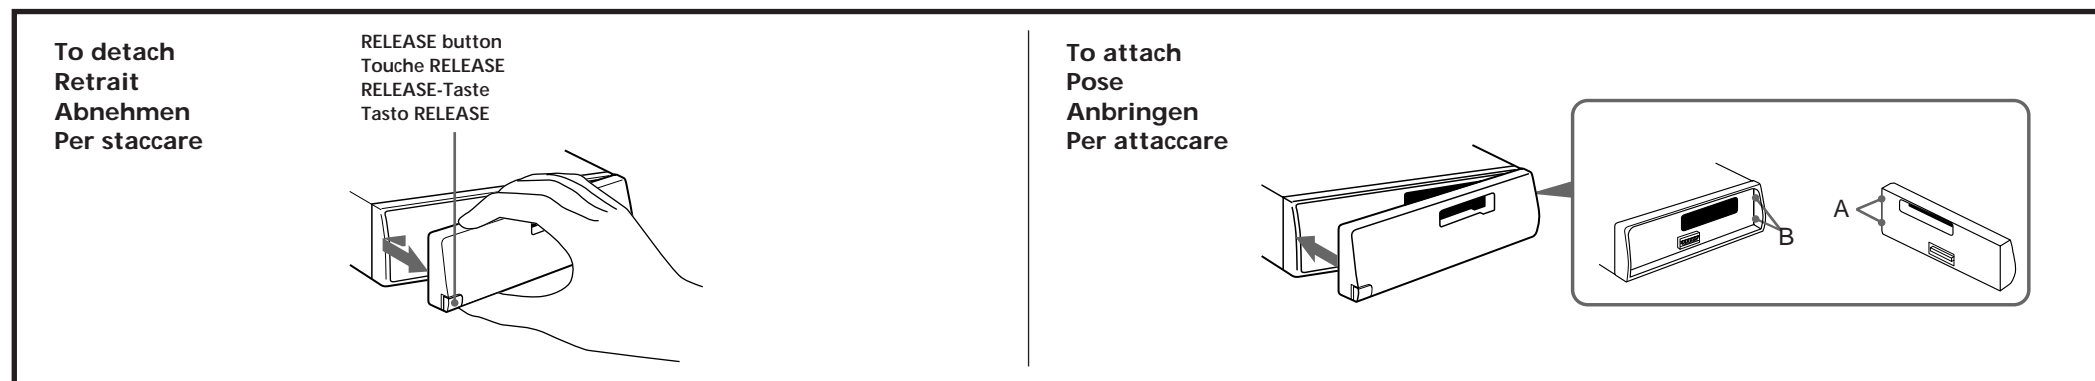 To detach
Retrait
Abnehmen
Per staccare
RELEASE button
Touche RELEASE
RELEASE-Taste
Tasto RELEASE
To attach
Pose
Anbringen
Per attaccare
A
B